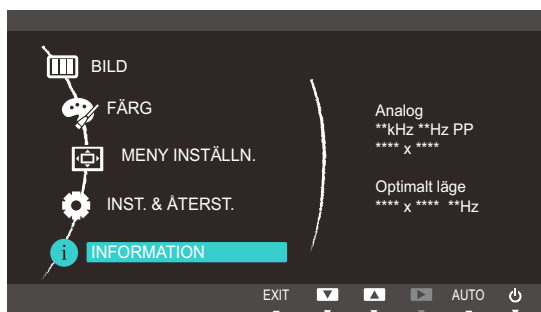 BILD
FÄRG
MENY INSTÄLLN.
INST. & ÅTERST.
i INFORMATION
Analog
**kHz **Hz PP
**** x ****
Optimalt läge
**** x **** **Hz
EXIT AUTO